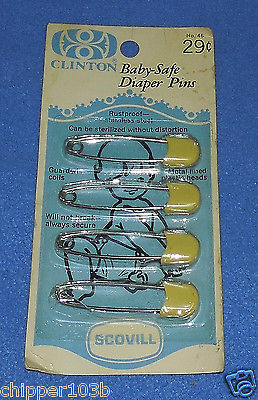 No. 46
29¢
CLINTON
Baby-Safe
Diaper Pins
Rustproof—
stainless steel
Can be sterilized without distortion
Guarded
coils
Metal-lined
plastic heads
Will not break—
always secure
SCOVILL
chipper103b